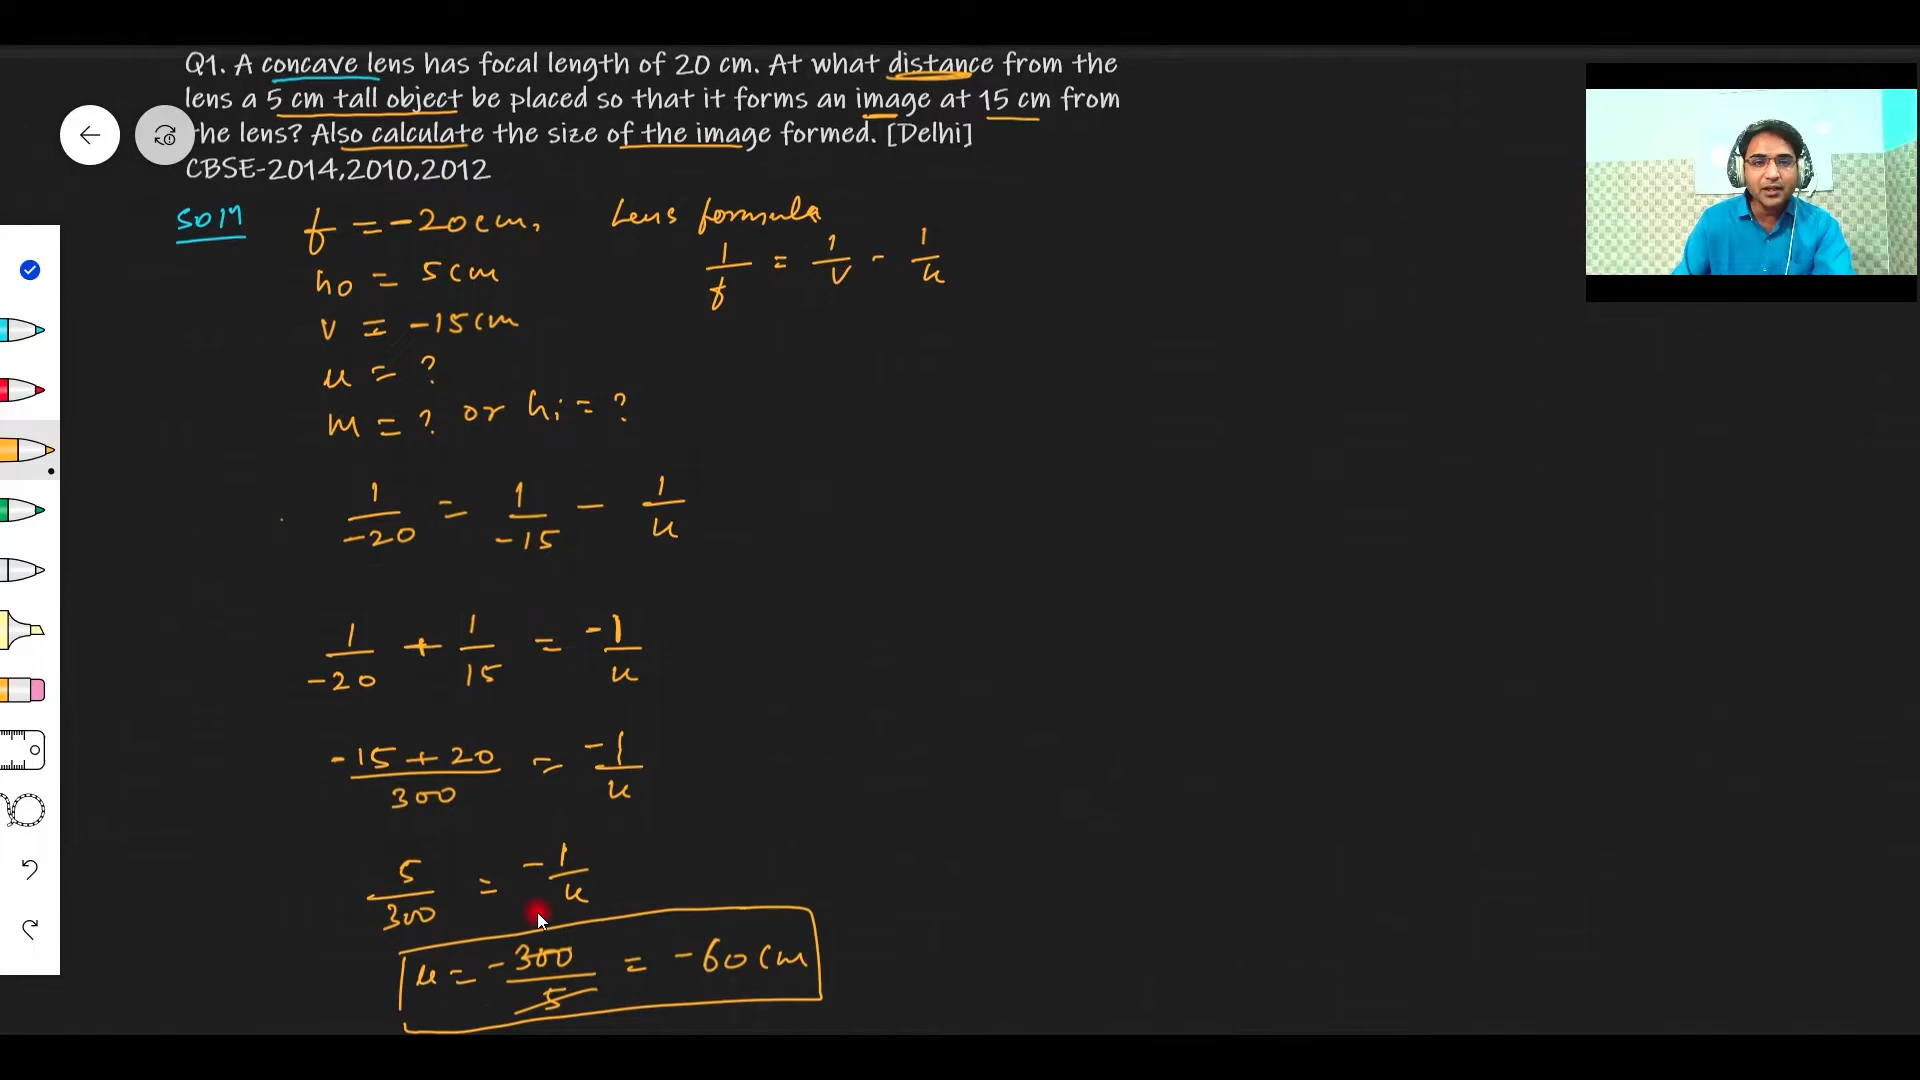 Q1. A concave lens has focal length of 20 cm. At what distance from the
lens a 5 cm tall object be placed so that it forms an image at 15 cm from
the lens? Also calculate the size of the image formed. [Delhi]
CBSE-2014,2010,2012
Soln
f = -20cm,
h₀ = 5cm
v = -15cm
u = ?
m = ? or hᵢ = ?
Lens formula
1/f = 1/v - 1/u
1/-20 = 1/-15 - 1/u
1/-20 + 1/15 = -1/u
-15+20/300 = -1/u
5/300 = -1/u
u = -300/5 = -60cm